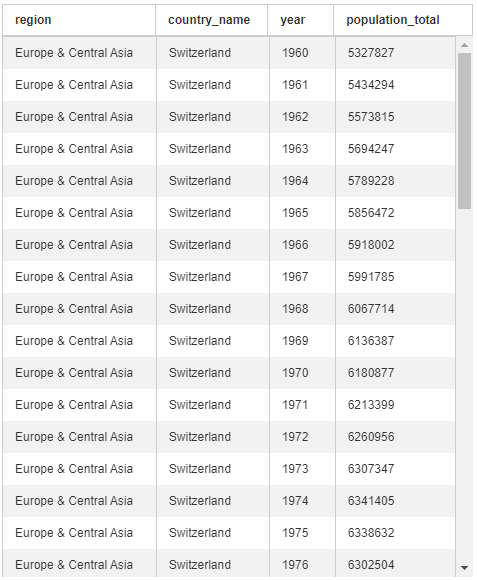 region country_name year population_total
Europe & Central Asia Switzerland 1960 5327827
Europe & Central Asia Switzerland 1961 5434294
Europe & Central Asia Switzerland 1962 5573815
Europe & Central Asia Switzerland 1963 5694247
Europe & Central Asia Switzerland 1964 5789228
Europe & Central Asia Switzerland 1965 5856472
Europe & Central Asia Switzerland 1966 5918002
Europe & Central Asia Switzerland 1967 5991785
Europe & Central Asia Switzerland 1968 6067714
Europe & Central Asia Switzerland 1969 6136387
Europe & Central Asia Switzerland 1970 6180877
Europe & Central Asia Switzerland 1971 6213399
Europe & Central Asia Switzerland 1972 6260956
Europe & Central Asia Switzerland 1973 6307347
Europe & Central Asia Switzerland 1974 6341405
Europe & Central Asia Switzerland 1975 6338632
Europe & Central Asia Switzerland 1976 6302504